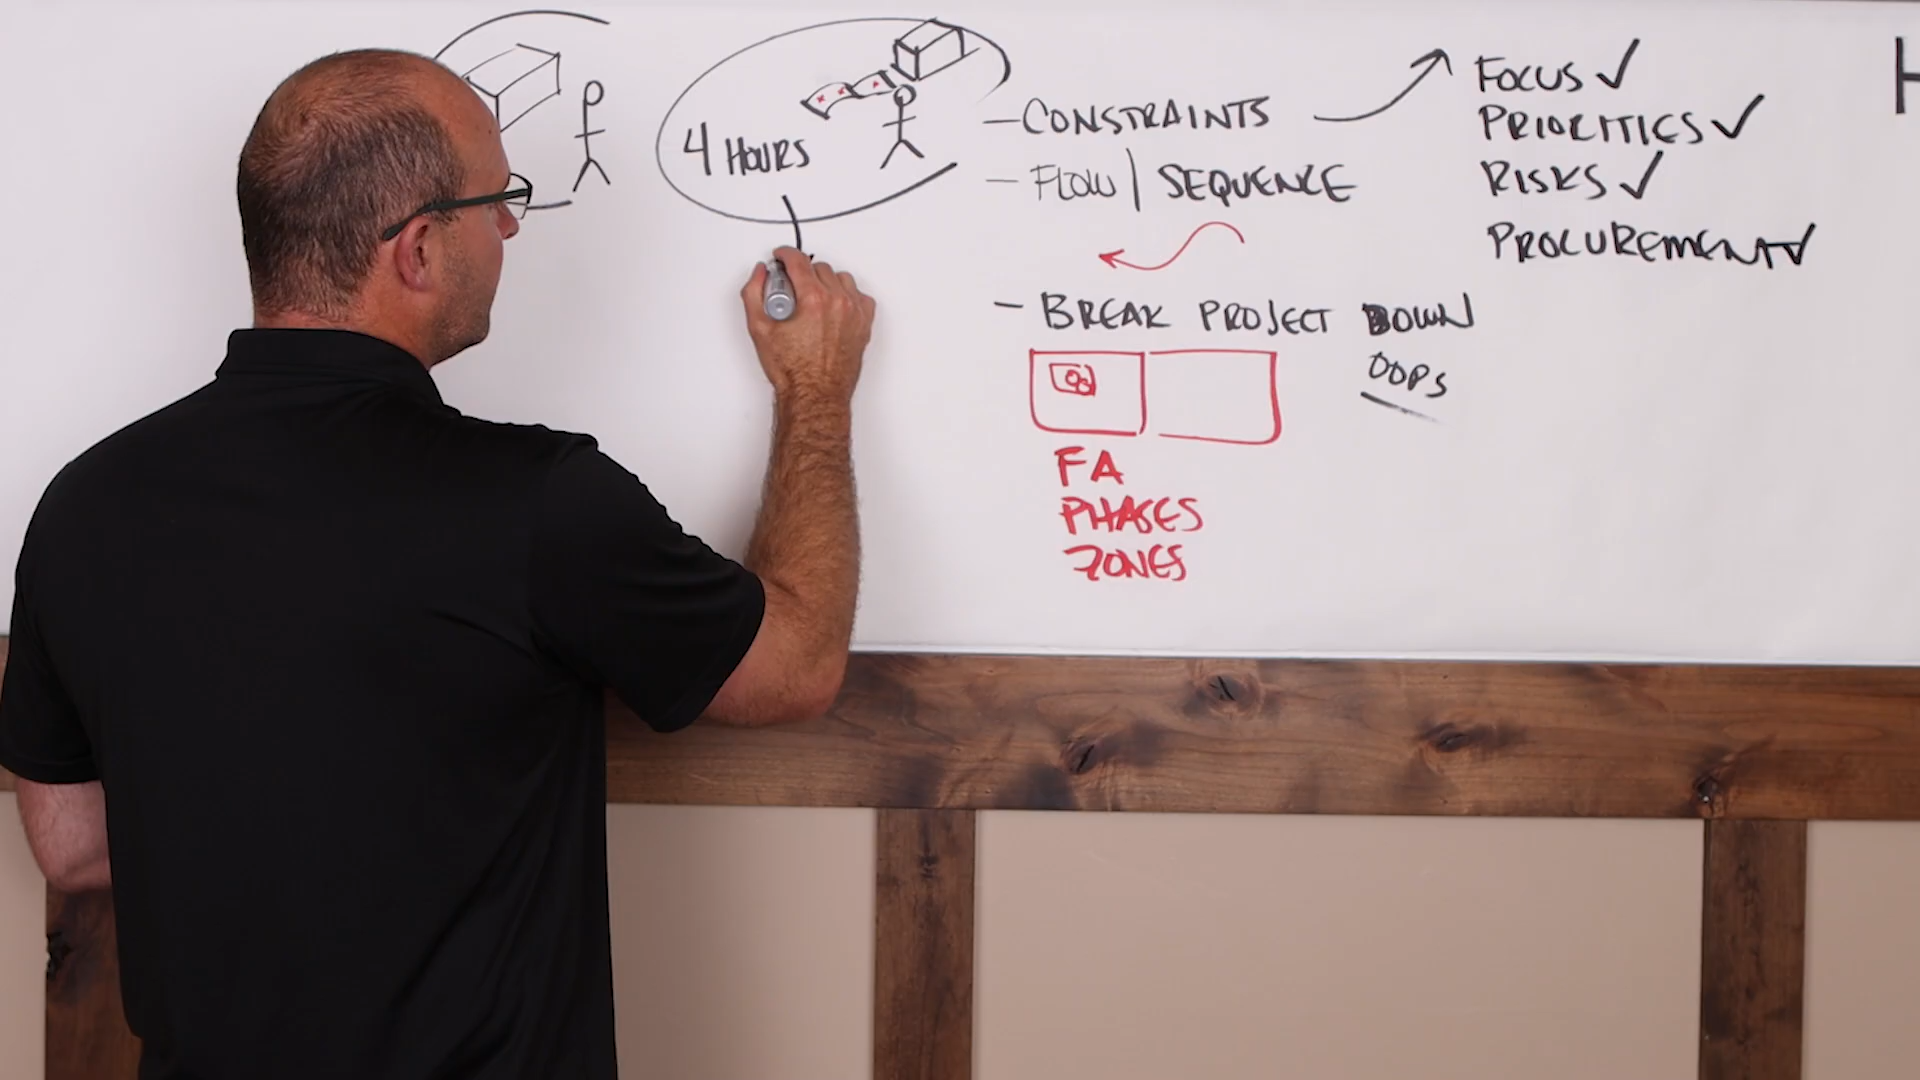 4 HOURS
- CONSTRAINTS
- FLOW | SEQUENCE
- BREAK PROJECT DOWN
OOPS
FA
PHASES
ZONES
FOCUS ✓
PRIORITIES ✓
RISKS ✓
PROCUREMENT ✓
H